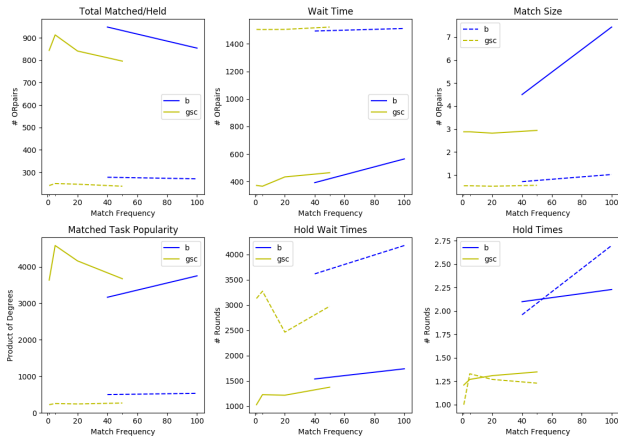 Total Matched/Held
# ORpairs
900
800
700
600
500
400
300
b
gsc
0
20
40
60
80
100
Match Frequency
Wait Time
# ORpairs
1400
1200
1000
800
600
400
b
gsc
0
20
40
60
80
100
Match Frequency
Match Size
# ORpairs
7
6
5
4
3
2
1
b
gsc
0
20
40
60
80
100
Match Frequency
Matched Task Popularity
Product of Degrees
4000
3000
2000
1000
0
b
gsc
0
20
40
60
80
100
Match Frequency
Hold Wait Times
# Rounds
4000
3500
3000
2500
2000
1500
1000
b
gsc
0
20
40
60
80
100
Match Frequency
Hold Times
# Rounds
2.75
2.50
2.25
2.00
1.75
1.50
1.25
1.00
b
gsc
0
20
40
60
80
100
Match Frequency